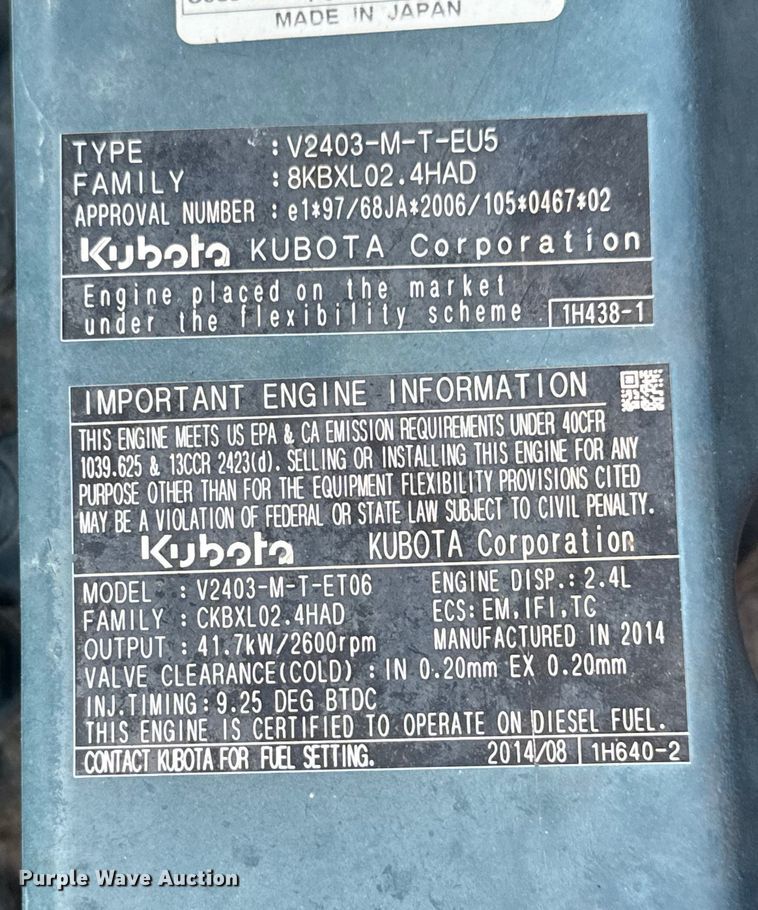 MADE IN JAPAN
TYPE : V2403-M-T-EU5
FAMILY : 8KBXL02.4HAD
APPROVAL NUMBER : e1*97/68JA*2006/105*0467*02
Kubota KUBOTA Corporation
Engine placed on the market
under the flexibility scheme 1H438-1
IMPORTANT ENGINE INFORMATION
THIS ENGINE MEETS US EPA & CA EMISSION REQUIREMENTS UNDER 40CFR
1039.625 & 13CCR 2423(d). SELLING OR INSTALLING THIS ENGINE FOR ANY
PURPOSE OTHER THAN FOR THE EQUIPMENT FLEXIBILITY PROVISIONS CITED
MAY BE A VIOLATION OF FEDERAL OR STATE LAW SUBJECT TO CIVIL PENALTY.
Kubota KUBOTA Corporation
MODEL : V2403-M-T-ET06 ENGINE DISP.: 2.4L
FAMILY : CKBXL02.4HAD ECS: EM, IFI, TC
OUTPUT : 41.7kW/2600rpm MANUFACTURED IN 2014
VALVE CLEARANCE(COLD) : IN 0.20mm EX 0.20mm
INJ.TIMING: 9.25 DEG BTDC
THIS ENGINE IS CERTIFIED TO OPERATE ON DIESEL FUEL.
CONTACT KUBOTA FOR FUEL SETTING. 2014/08 1H640-2
Purple Wave Auction